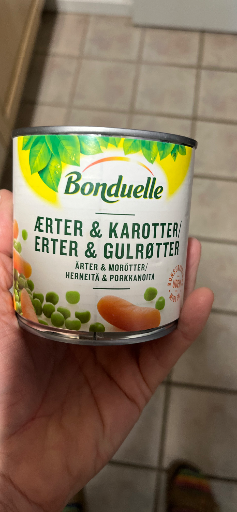 Bonduelle
ÆRTER & KAROTTER/
ERTER & GULRØTTER
ÄRTER & MORÖTTER/
HERNEITÄ & PORKKANOITA